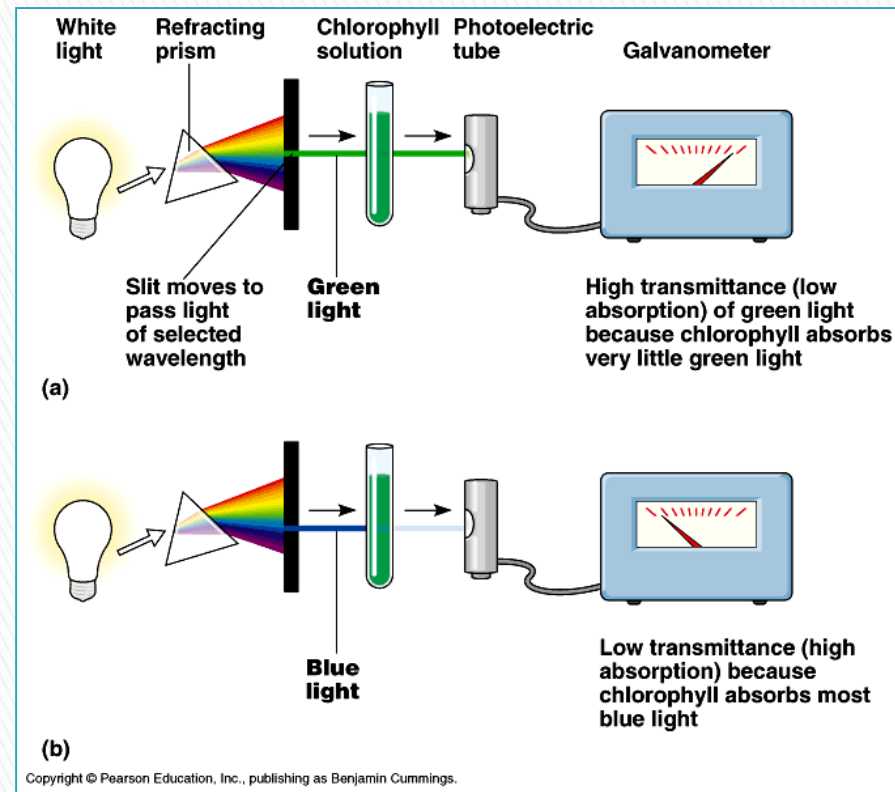 White
light
Refracting
prism
Chlorophyll
solution
Photoelectric
tube
Galvanometer
Slit moves to
pass light
of selected
wavelength
Green
light
High transmittance (low
absorption) of green light
because chlorophyll absorbs
very little green light
(a)
Blue
light
Low transmittance (high
absorption) because
chlorophyll absorbs most
blue light
(b)
Copyright © Pearson Education, Inc., publishing as Benjamin Cummings.